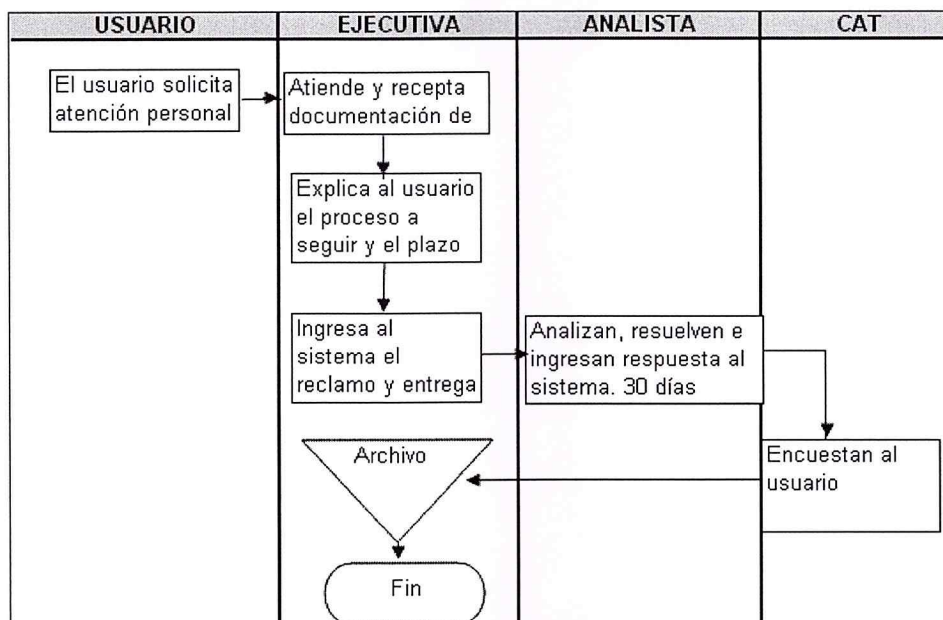 USUARIO
EJECUTIVA
ANALISTA
CAT
El usuario solicita
atención personal
Atiende y recepta
documentación de
Explica al usuario
el proceso a
seguir y el plazo
Ingresa al
sistema el
reclamo y entrega
Analizan, resuelven e
ingresan respuesta al
sistema. 30 días
Encuestan al
usuario
Archivo
Fin